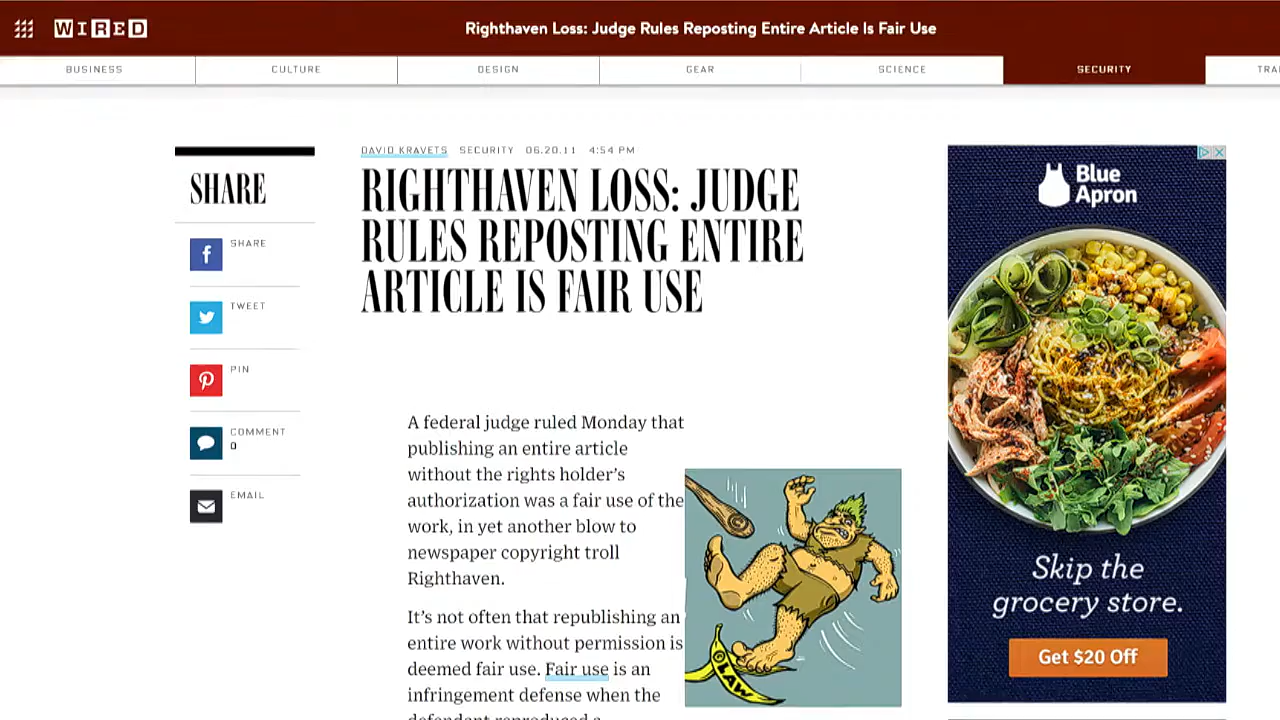 WIRED
Righthaven Loss: Judge Rules Reposting Entire Article Is Fair Use
BUSINESS
CULTURE
DESIGN
GEAR
SCIENCE
SECURITY
TRA
SHARE
SHARE
TWEET
PIN
COMMENT
0
EMAIL
DAVID KRAVETS SECURITY 06.20.11 4:54 PM
RIGHTHAVEN LOSS: JUDGE
RULES REPOSTING ENTIRE
ARTICLE IS FAIR USE
A federal judge ruled Monday that
publishing an entire article
without the rights holder's
authorization was a fair use of the
work, in yet another blow to
newspaper copyright troll
Righthaven.
It's not often that republishing an
entire work without permission is
deemed fair use. Fair use is an
infringement defense when the
defendant reproduced a
LAW
Blue
Apron
Skip the
grocery store.
Get $20 Off